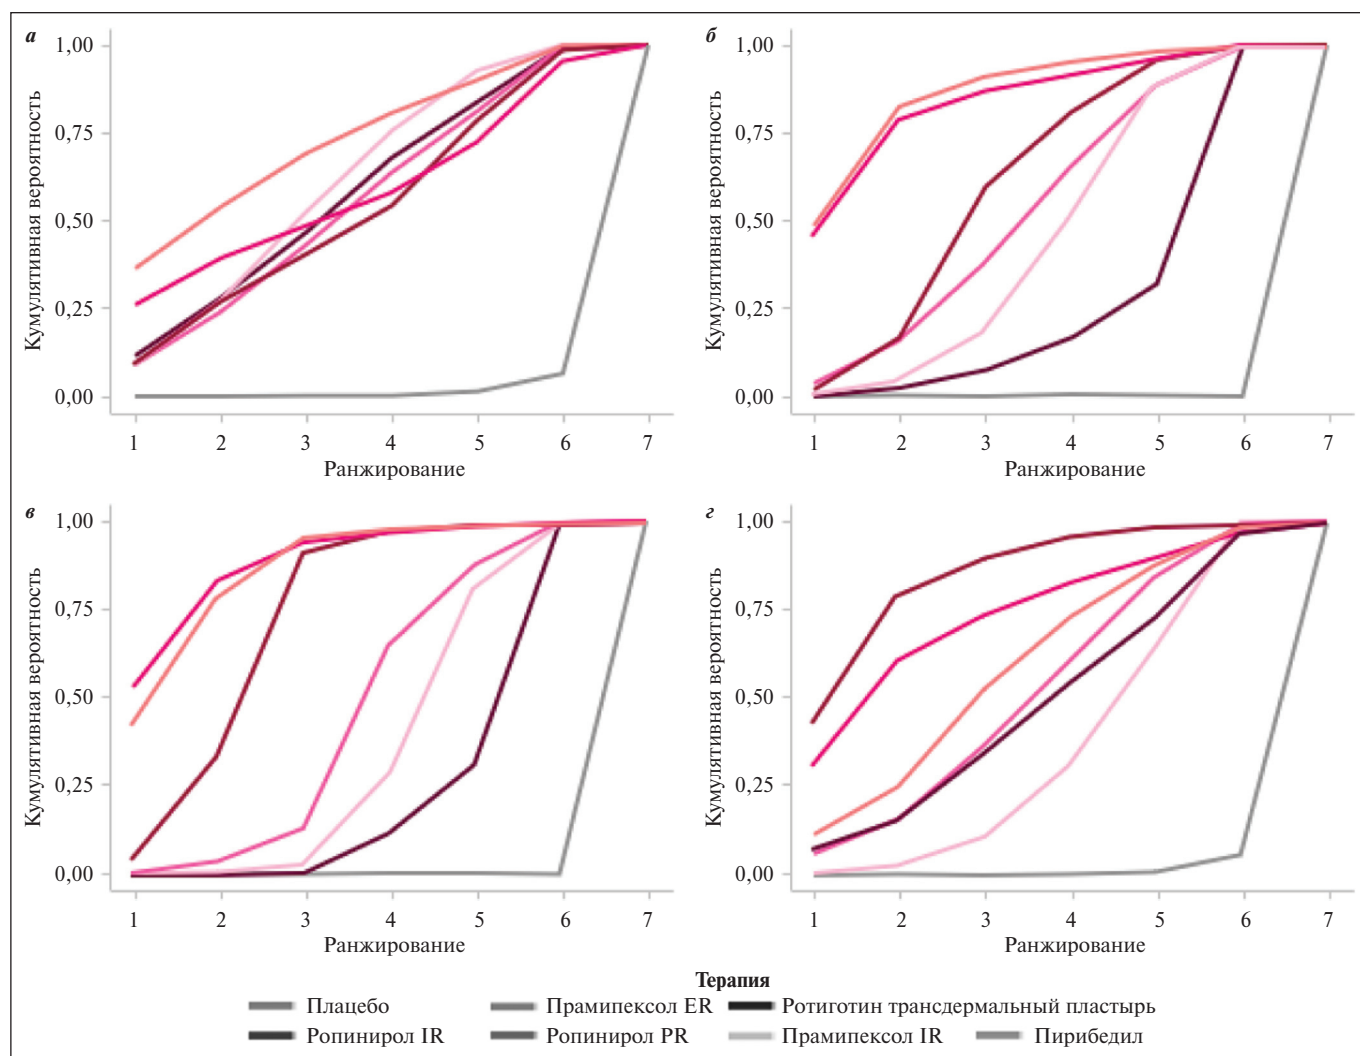 а
1,00
0,75
0,50
0,25
0,00
Кумулятивная вероятность
1 2 3 4 5 6 7
Ранжирование
б
1,00
0,75
0,50
0,25
0,00
Кумулятивная вероятность
1 2 3 4 5 6 7
Ранжирование
в
1,00
0,75
0,50
0,25
0,00
Кумулятивная вероятность
1 2 3 4 5 6 7
Ранжирование
г
1,00
0,75
0,50
0,25
0,00
Кумулятивная вероятность
1 2 3 4 5 6 7
Ранжирование
Терапия
Плацебо Прамипексол ER Ротиготин трансдермальный пластырь
Ропинирол IR Ропинирол PR Прамипексол IR Пирибедил